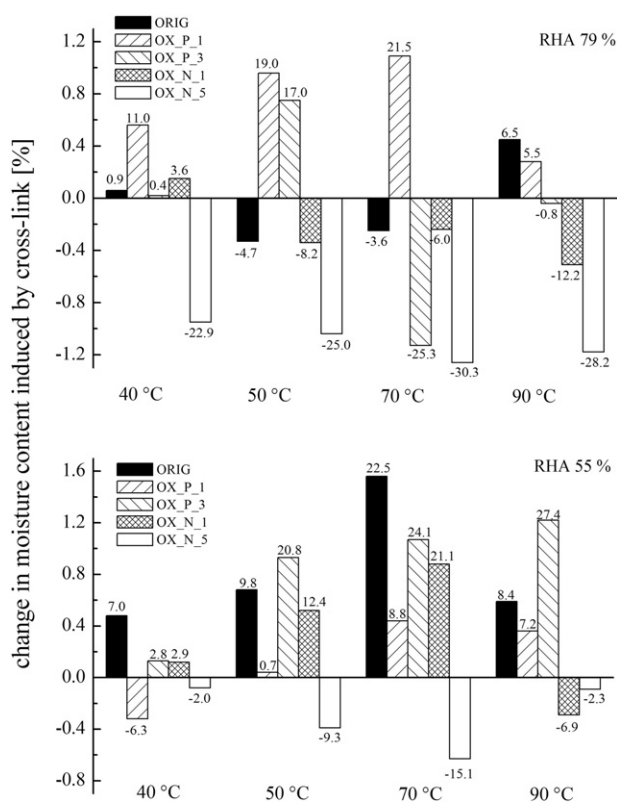 change in moisture content induced by cross-link [%]
ORIG
OX_P_1
OX_P_3
OX_N_1
OX_N_5
RHA 79 %
1.2
0.8
0.4
0.0
-0.4
-0.8
-1.2
0.9
11.0
0.4
3.6
-22.9
-4.7
19.0
17.0
-8.2
-25.0
-3.6
21.5
-25.3
-6.0
-30.3
6.5
5.5
-0.8
-12.2
-28.2
40 °C
50 °C
70 °C
90 °C
ORIG
OX_P_1
OX_P_3
OX_N_1
OX_N_5
RHA 55 %
1.6
1.2
0.8
0.4
0.0
-0.4
-0.8
7.0
-6.3
2.8
2.9
-2.0
9.8
0.7
20.8
12.4
-9.3
22.5
8.8
24.1
21.1
-15.1
8.4
7.2
27.4
-6.9
-2.3
40 °C
50 °C
70 °C
90 °C